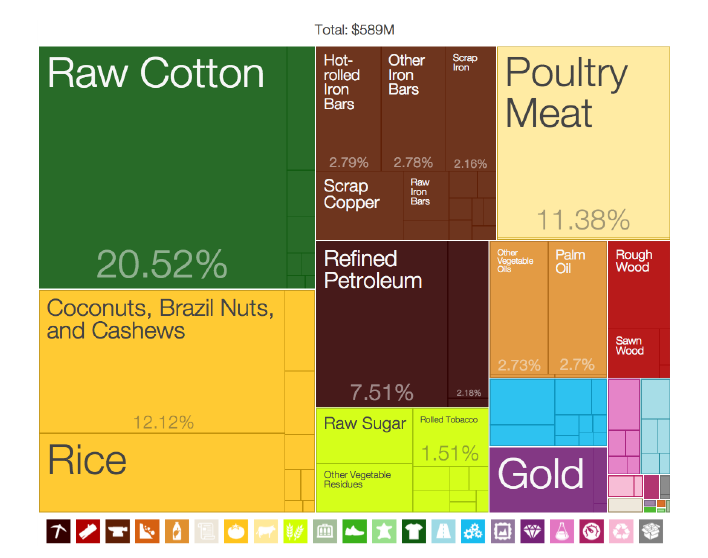 Total: $589M
Raw Cotton
20.52%
Hot-
rolled
Iron
Bars
2.79%
Other
Iron
Bars
2.78%
Scrap
Iron
2.16%
Poultry
Meat
11.38%
Scrap
Copper
Raw
Iron
Bars
Refined
Petroleum
7.51%
2.18%
Other
Vegetable
Oils
2.73%
Palm
Oil
2.7%
Rough
Wood
Sawn
Wood
Coconuts, Brazil Nuts,
and Cashews
12.12%
Rice
Raw Sugar
Rolled Tobacco
1.51%
Other Vegetable
Residues
Gold